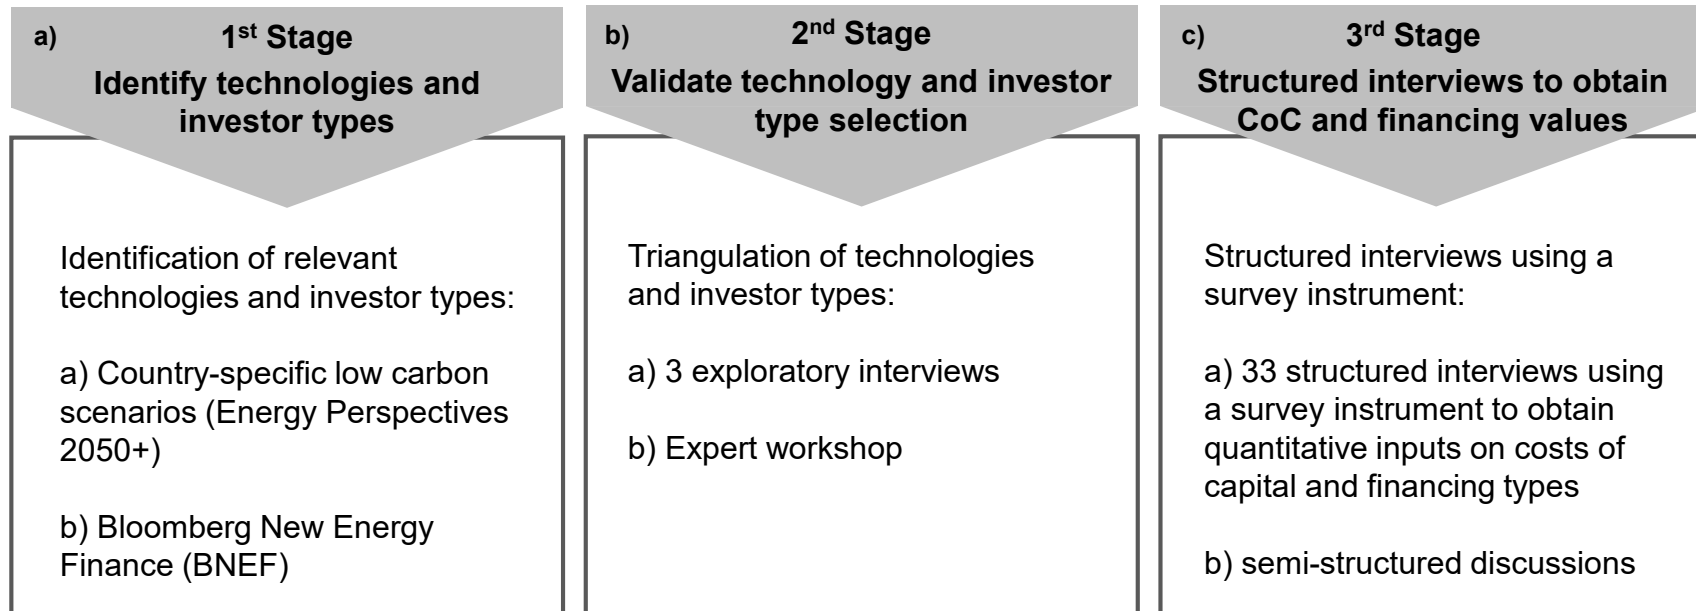 a)
1st Stage
Identify technologies and
investor types
Identification of relevant
technologies and investor types:
a) Country-specific low carbon
scenarios (Energy Perspectives
2050+)
b) Bloomberg New Energy
Finance (BNEF)
b)
2nd Stage
Validate technology and investor
type selection
Triangulation of technologies
and investor types:
a) 3 exploratory interviews
b) Expert workshop
c)
3rd Stage
Structured interviews to obtain
CoC and financing values
Structured interviews using a
survey instrument:
a) 33 structured interviews using
a survey instrument to obtain
quantitative inputs on costs of
capital and financing types
b) semi-structured discussions